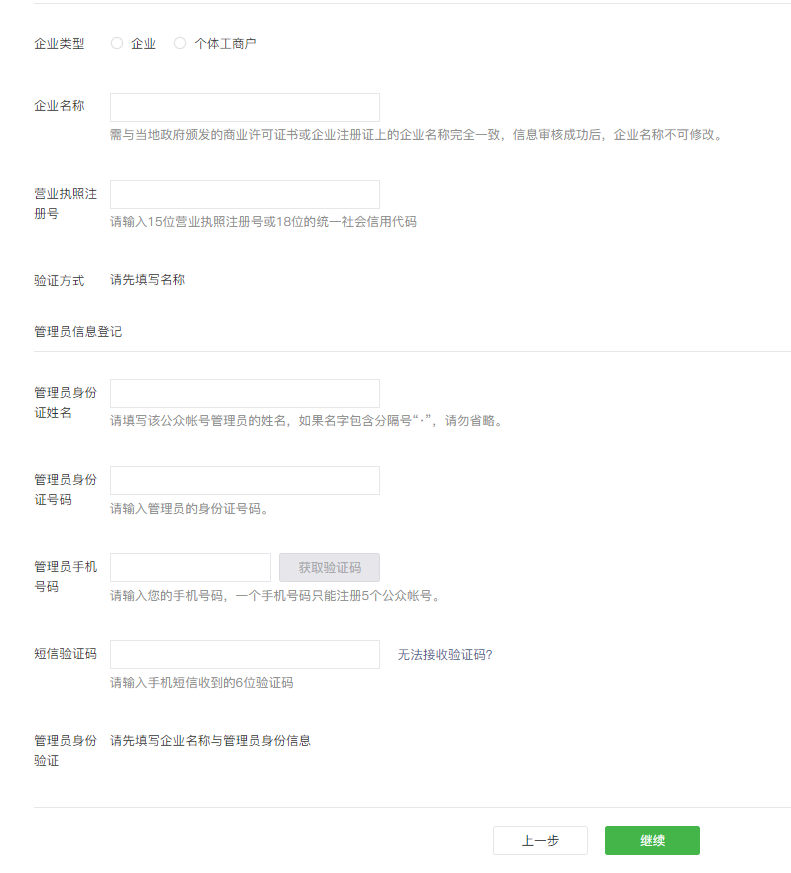 企业类型 企业 个体工商户
企业名称
需与当地政府颁发的商业许可证书或企业注册证上的企业名称完全一致，信息审核成功后，企业名称不可修改。
营业执照注
册号
请输入15位营业执照注册号或18位的统一社会信用代码
验证方式 请先填写名称
管理员信息登记
管理员身份
证姓名
请填写该公众帐号管理员的姓名，如果名字包含分隔号“·”，请勿省略。
管理员身份
证号码
请输入管理员的身份证号码。
管理员手机 获取验证码
号码
请输入您的手机号码，一个手机号码只能注册5个公众帐号。
短信验证码 无法接收验证码?
请输入手机短信收到的6位验证码
管理员身份 请先填写企业名称与管理员身份信息
验证
上一步 继续